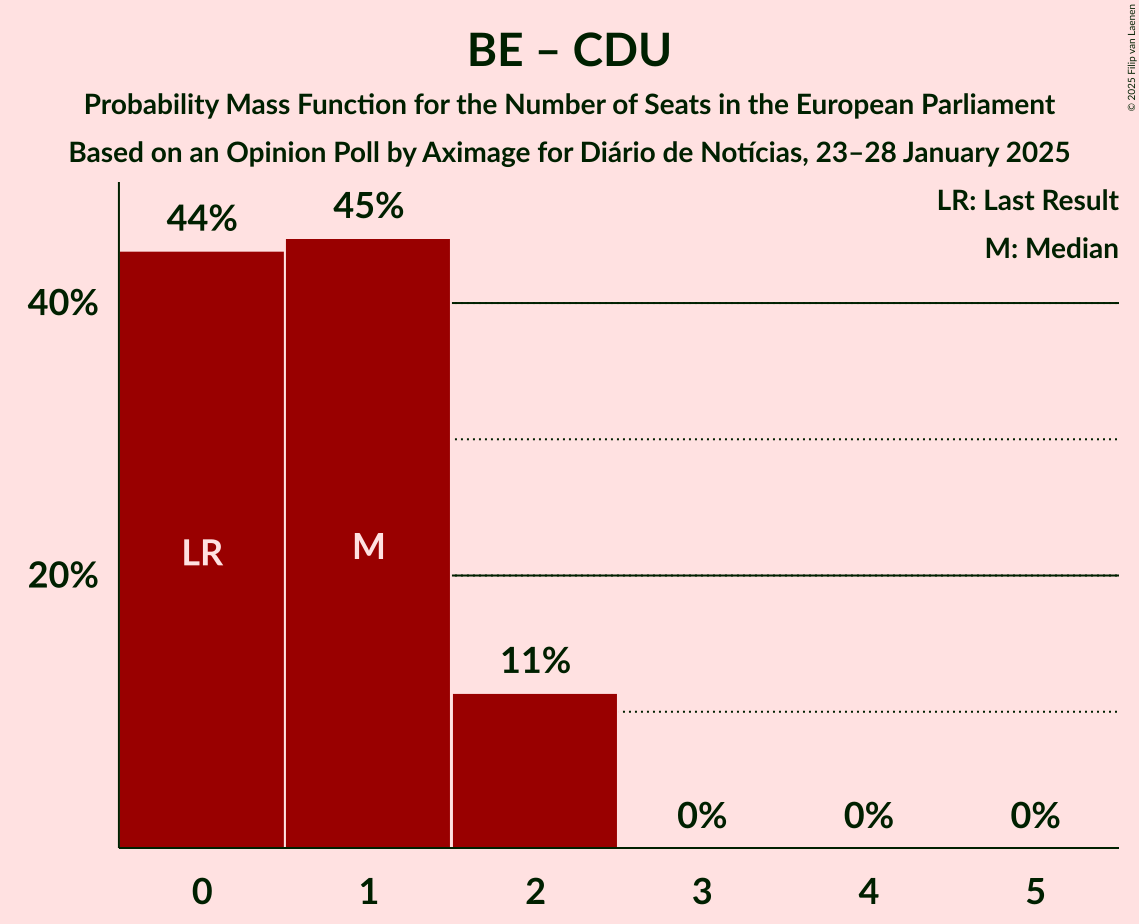 BE – CDU
Probability Mass Function for the Number of Seats in the European Parliament
Based on an Opinion Poll by Aximage for Diário de Notícias, 23–28 January 2025
© 2025 Filip van Laenen
LR: Last Result
M: Median
44%
45%
11%
0%
0%
0%
40%
20%
LR
M
0
1
2
3
4
5